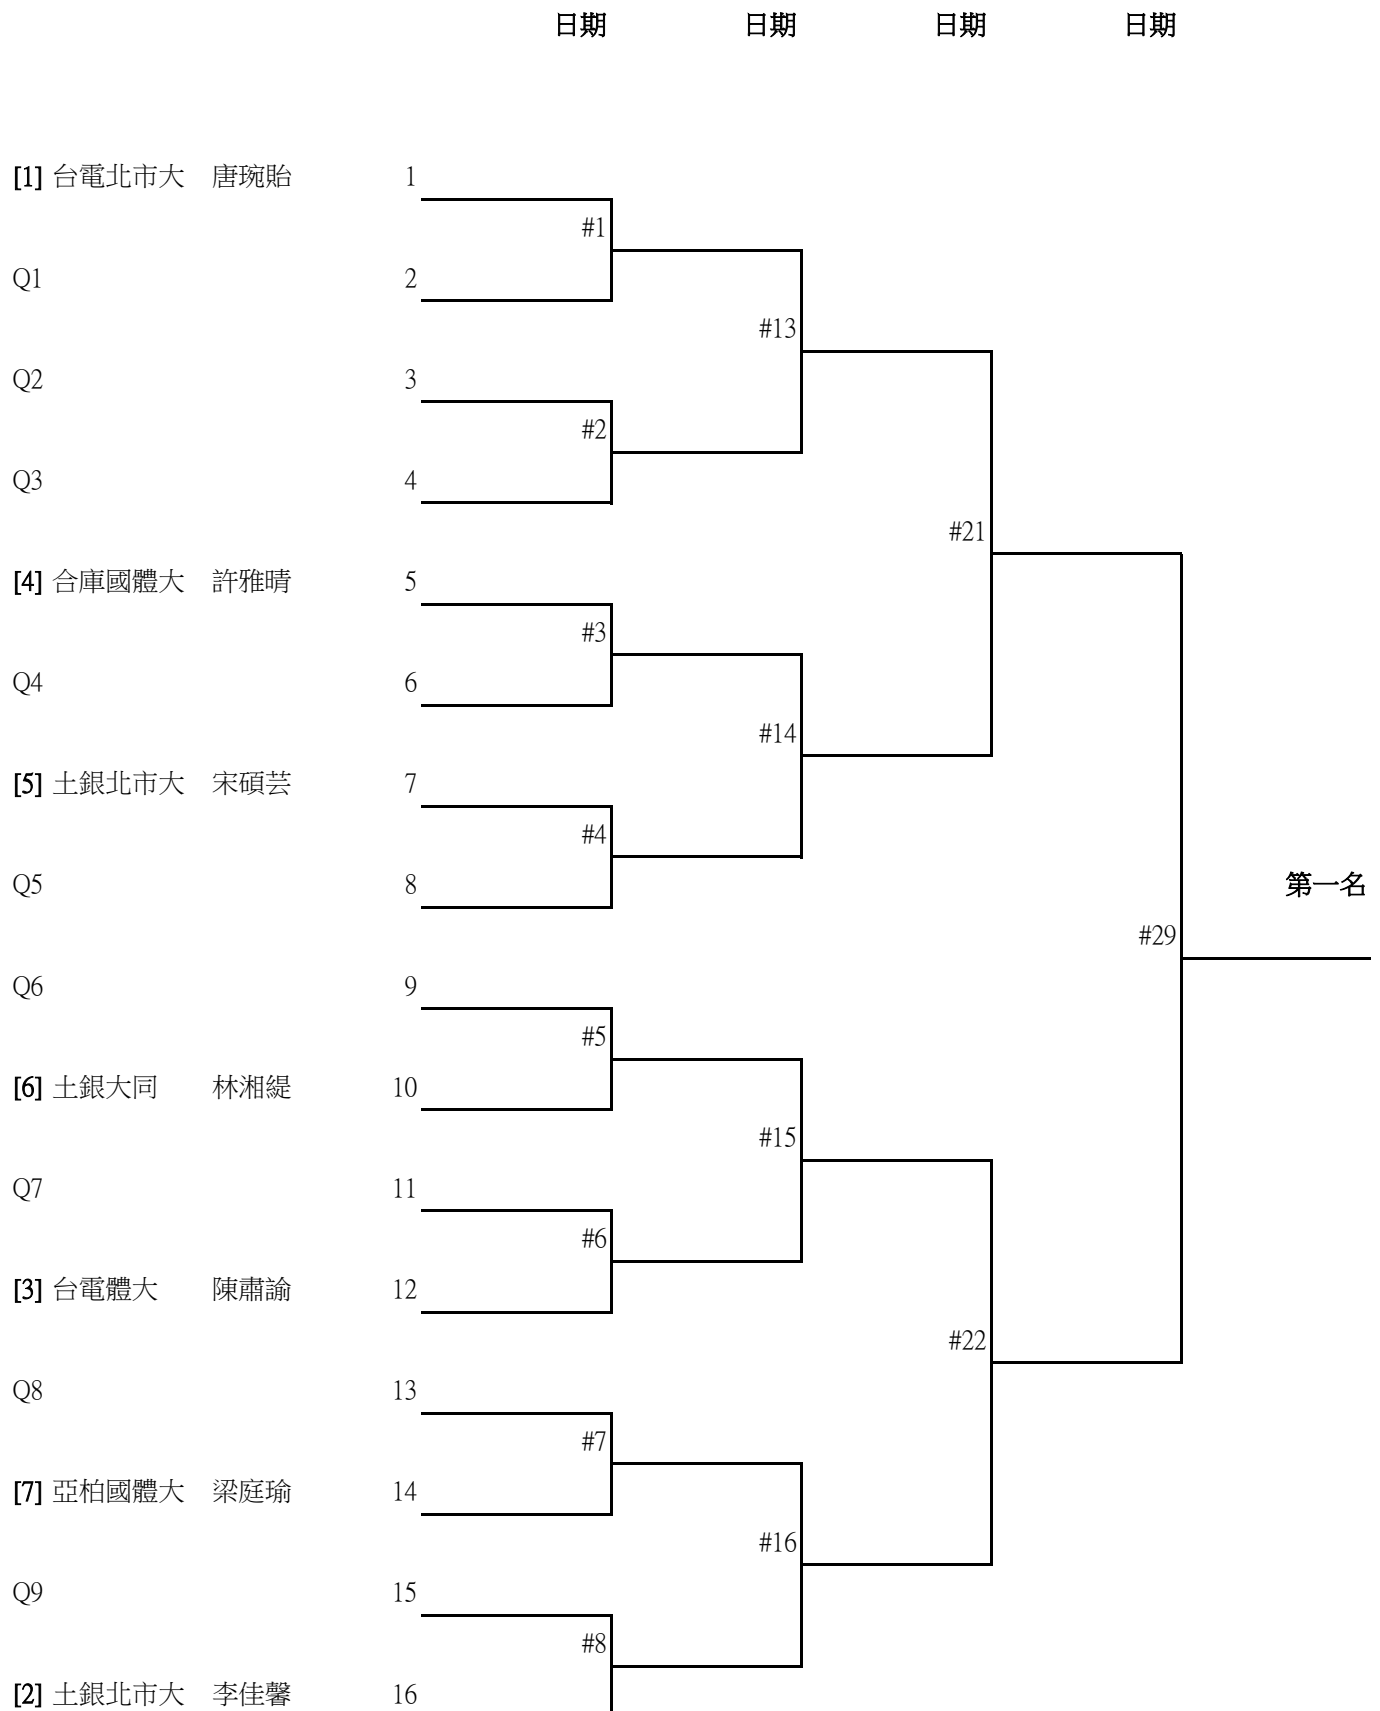 日期 日期 日期 日期
[1] 台電北市大 唐琬貽 1
#1
Q1 2
#13
Q2 3
#2
Q3 4
#21
[4] 合庫國體大 許雅晴 5
#3
Q4 6
#14
[5] 土銀北市大 宋碩芸 7
#4
Q5 8
第一名
#29
Q6 9
#5
[6] 土銀大同 林湘緹 10
#15
Q7 11
#6
[3] 台電體大 陳肅諭 12
#22
Q8 13
#7
[7] 亞柏國體大 梁庭瑜 14
#16
Q9 15
#8
[2] 土銀北市大 李佳馨 16